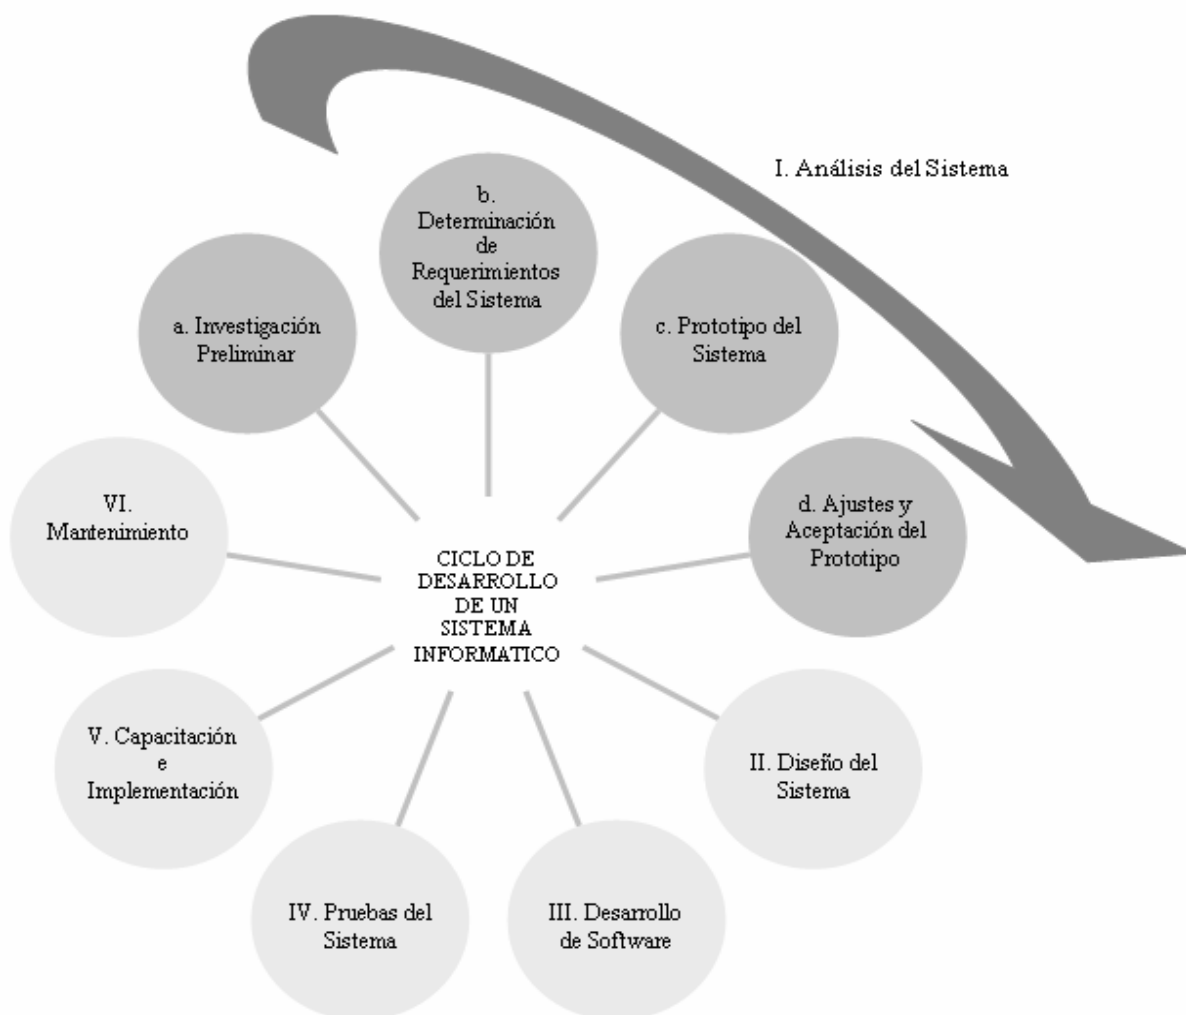 I. Análisis del Sistema
b.
Determinación
de
Requerimientos
del Sistema
a. Investigación
Preliminar
c. Prototipo del
Sistema
VI.
Mantenimiento
d. Ajustes y
Aceptación del
Prototipo
CICLO DE
DESARROLLO
DE UN
SISTEMA
INFORMATICO
V. Capacitación
e
Implementación
II. Diseño del
Sistema
IV. Pruebas del
Sistema
III. Desarrollo
de Software